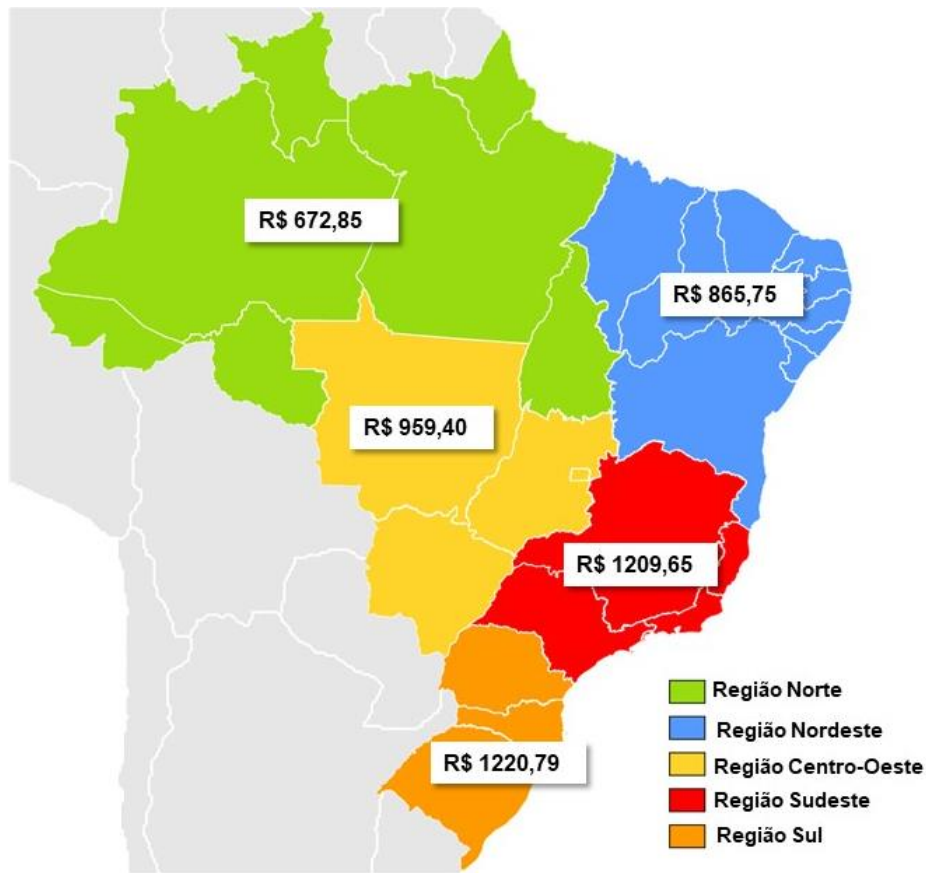 R$ 672,85
R$ 865,75
R$ 959,40
R$ 1209,65
R$ 1220,79
Região Norte
Região Nordeste
Região Centro-Oeste
Região Sudeste
Região Sul